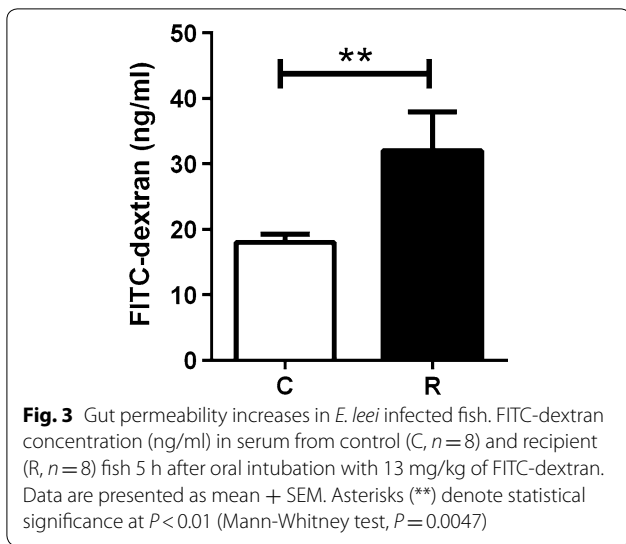 50
**
40
30
20
10
0
FITC-dextran (ng/ml)
C
R
Fig. 3 Gut permeability increases in E. leei infected fish. FITC-dextran
concentration (ng/ml) in serum from control (C, n = 8) and recipient
(R, n = 8) fish 5 h after oral intubation with 13 mg/kg of FITC-dextran.
Data are presented as mean + SEM. Asterisks (**) denote statistical
significance at P < 0.01 (Mann-Whitney test, P = 0.0047)